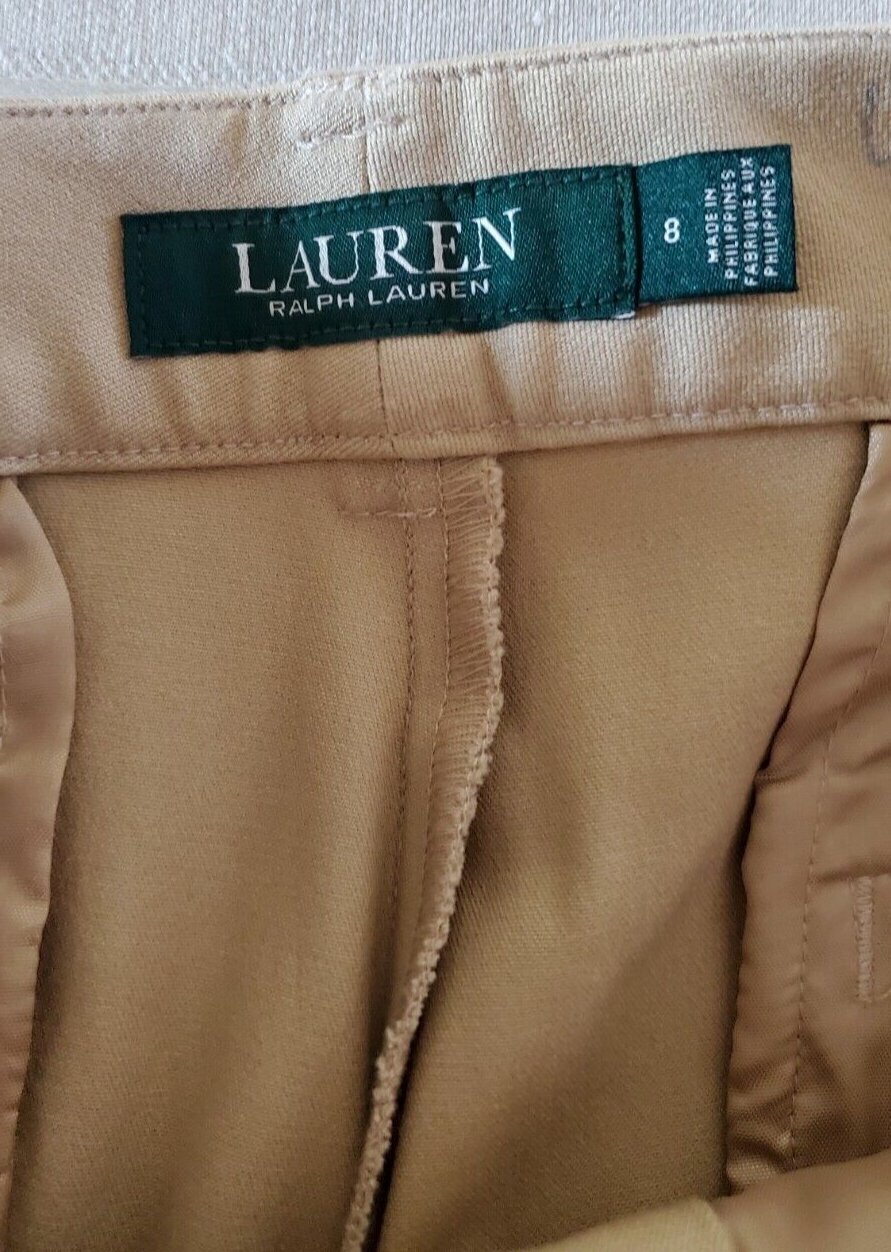 LAUREN
RALPH LAUREN
8
MADE IN
PHILIPPINES
FABRIQUE AUX
PHILIPPINES